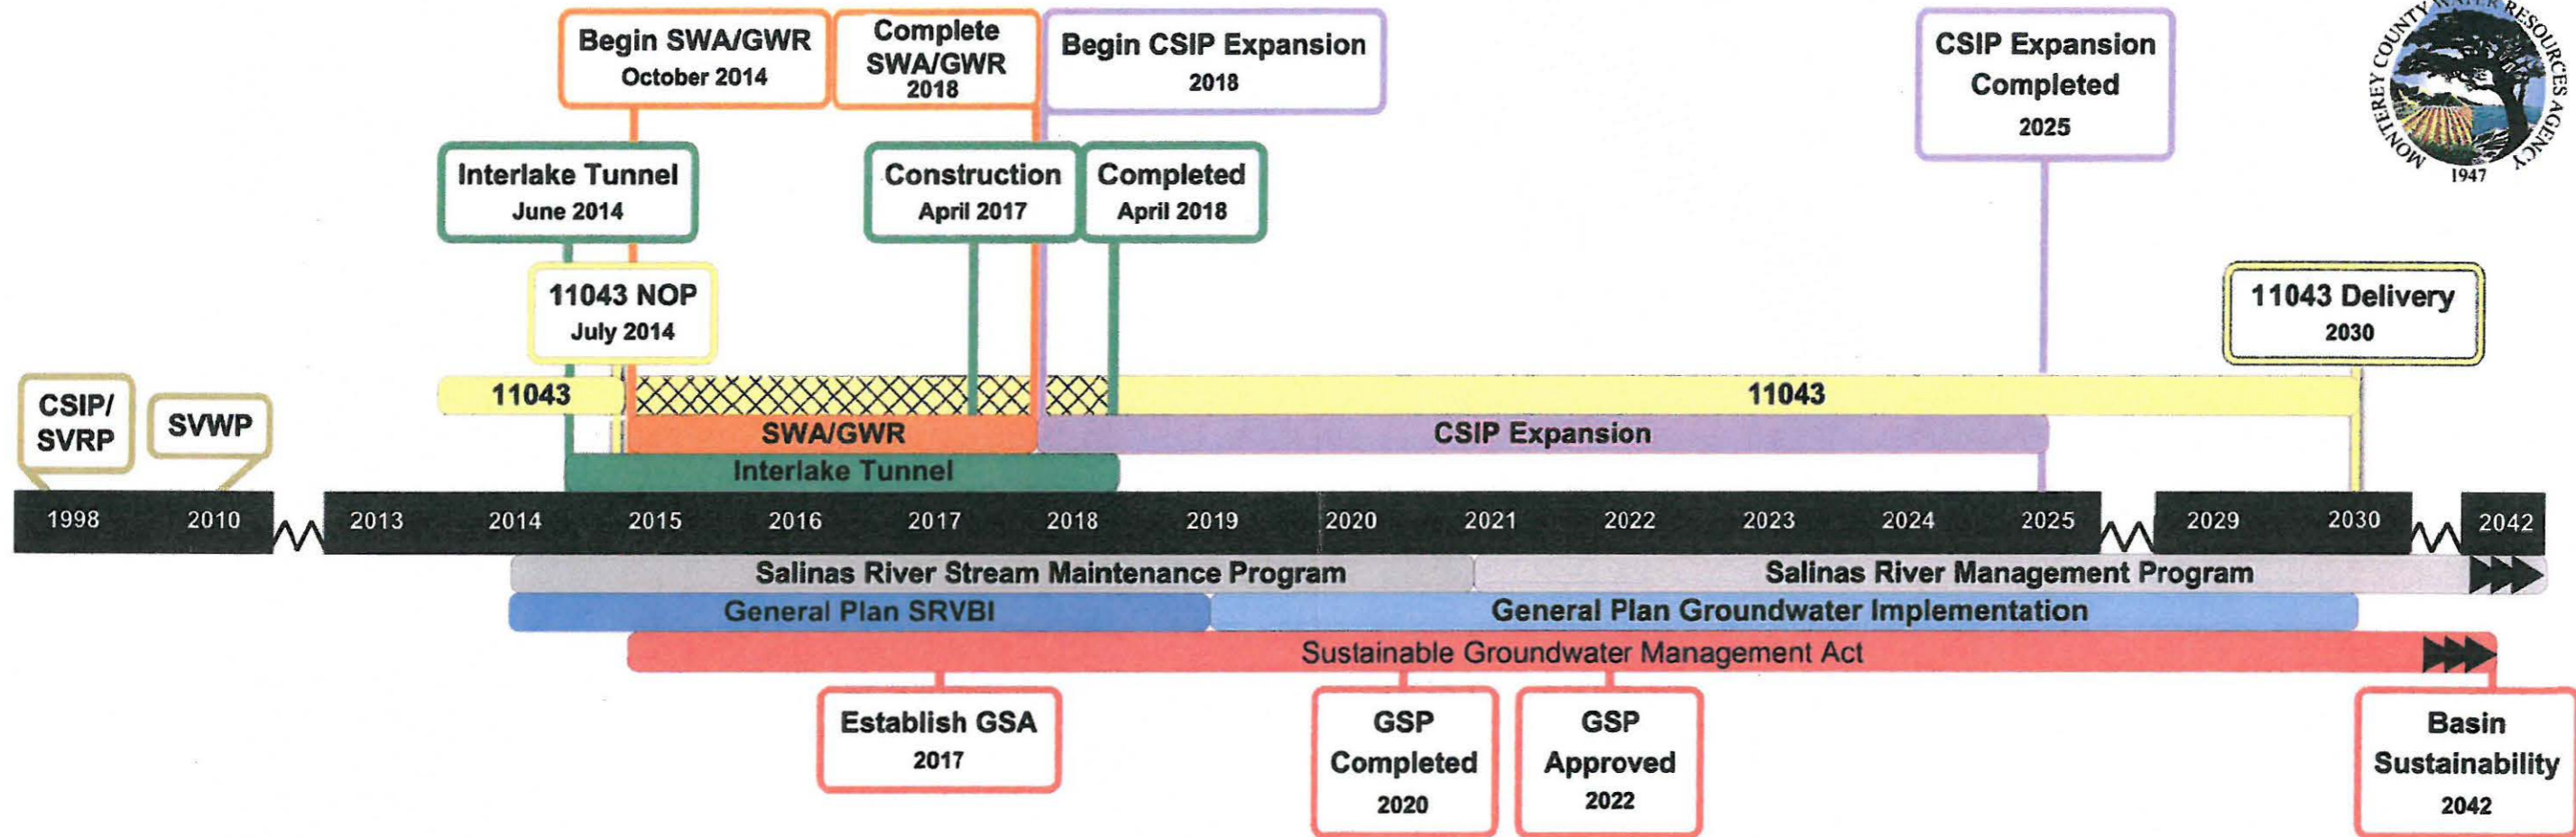 Begin SWA/GWR
October 2014
Complete
SWA/GWR
2018
Begin CSIP Expansion
2018
CSIP Expansion
Completed
2025
MONTEREY COUNTY WATER RESOURCES AGENCY
1947
Interlake Tunnel
June 2014
Construction
April 2017
Completed
April 2018
11043 NOP
July 2014
11043 Delivery
2030
CSIP/
SVRP
SVWP
11043
11043
SWA/GWR
CSIP Expansion
Interlake Tunnel
1998 2010 2013 2014 2015 2016 2017 2018 2019 2020 2021 2022 2023 2024 2025 2029 2030 2042
Salinas River Stream Maintenance Program
Salinas River Management Program
General Plan SRVBI
General Plan Groundwater Implementation
Sustainable Groundwater Management Act
Establish GSA
2017
GSP
Completed
2020
GSP
Approved
2022
Basin
Sustainability
2042